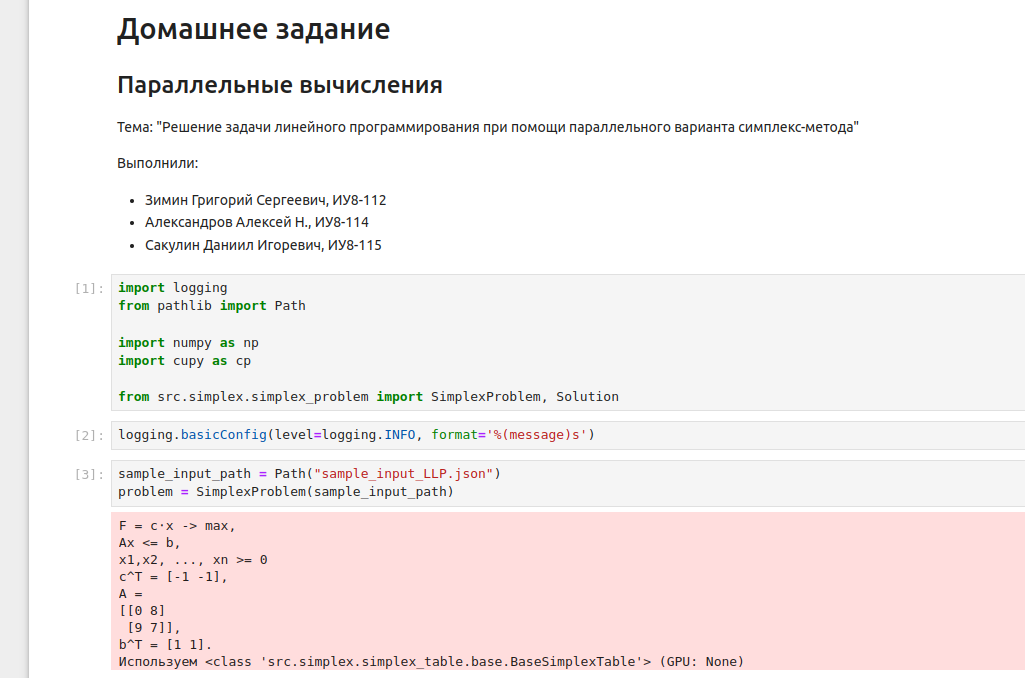 Домашнее задание
Параллельные вычисления
Тема: "Решение задачи линейного программирования при помощи параллельного варианта симплекс-метода"
Выполнили:
• Зимин Григорий Сергеевич, ИУ8-112
• Александров Алексей Н., ИУ8-114
• Сакулин Даниил Игоревич, ИУ8-115
[1]: import logging
from pathlib import Path
import numpy as np
import cupy as cp
from src.simplex.simplex_problem import SimplexProblem, Solution
[2]: logging.basicConfig(level=logging.INFO, format='%(message)s')
[3]: sample_input_path = Path("sample_input_LLP.json")
problem = SimplexProblem(sample_input_path)
F = c·x -> max,
Ax <= b,
x1,x2, ..., xn >= 0
c^T = [-1 -1],
A =
[[0 8]
 [9 7]],
b^T = [1 1].
Используем <class 'src.simplex.simplex_table.base.BaseSimplexTable'> (GPU: None)